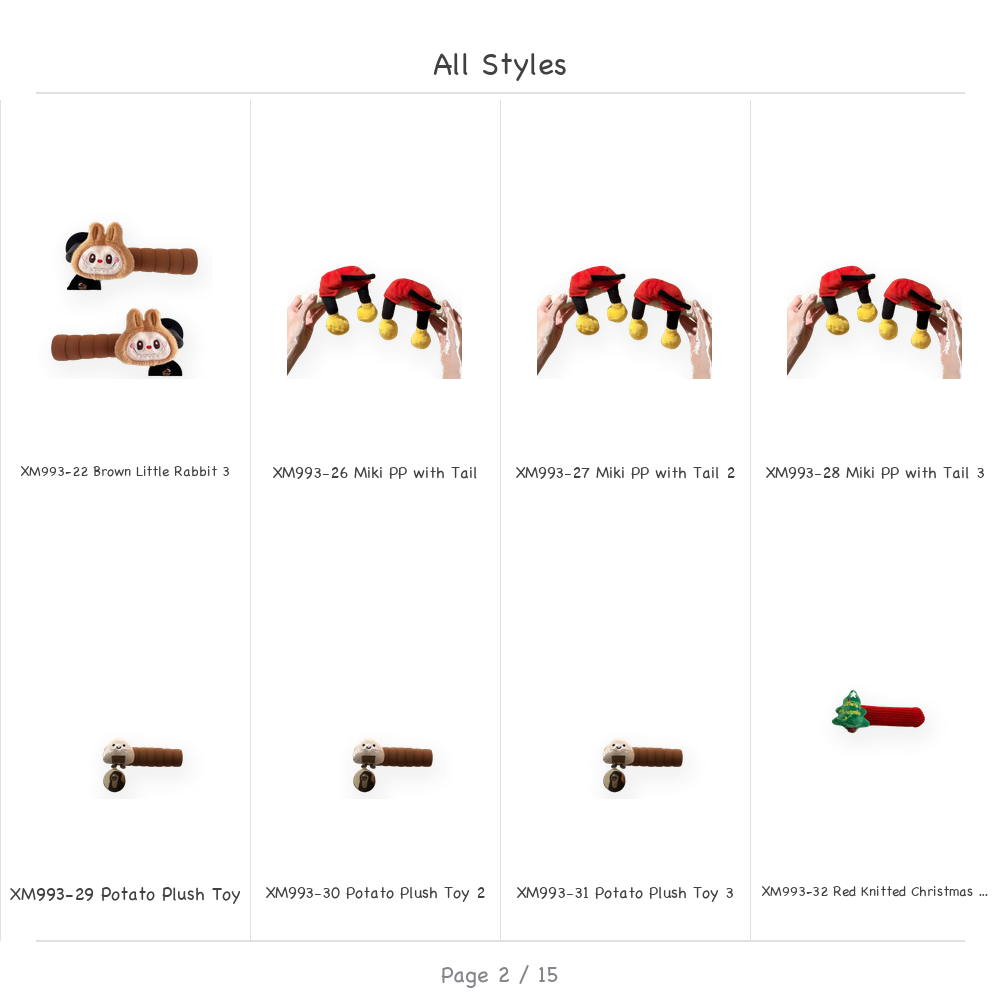 All Styles
XM993-22 Brown Little Rabbit 3
XM993-26 Miki PP with Tail
XM993-27 Miki PP with Tail 2
XM993-28 Miki PP with Tail 3
XM993-29 Potato Plush Toy
XM993-30 Potato Plush Toy 2
XM993-31 Potato Plush Toy 3
XM993-32 Red Knitted Christmas ...
Page 2 / 15